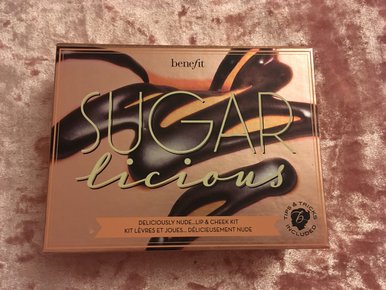 benefit
SUGAR
licious
DELICIOUSLY NUDE...LIP & CHEEK KIT
KIT LÈVRES ET JOUES... DÉLICIEUSEMENT NUDE
TIPS & TRICKS
INCLUDED